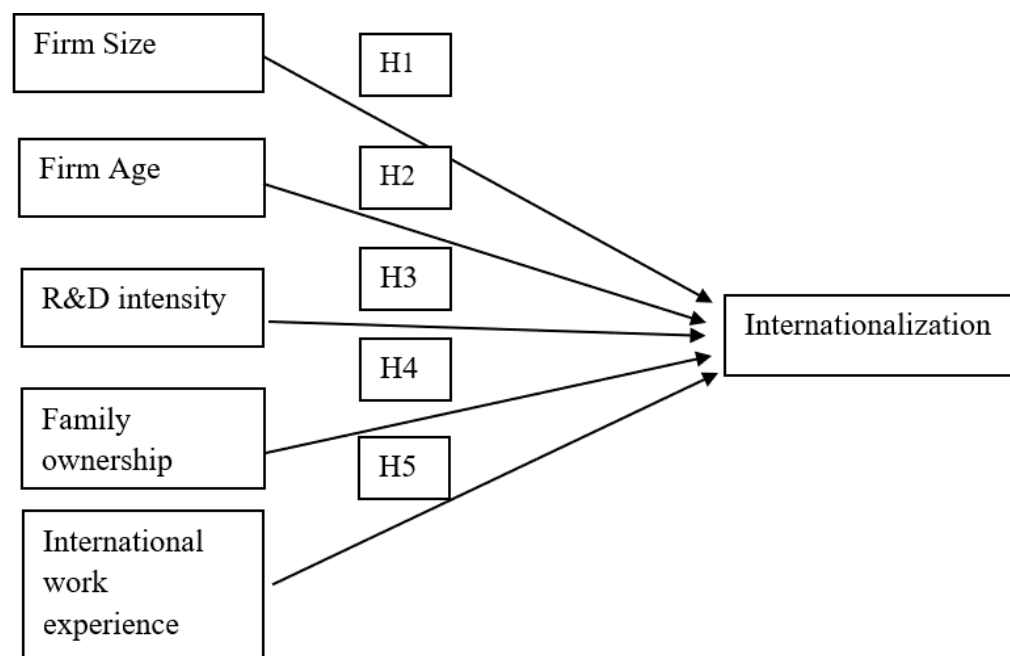 Firm Size
H1
Firm Age
H2
R&D intensity
H3
Internationalization
H4
Family
ownership
H5
International
work
experience